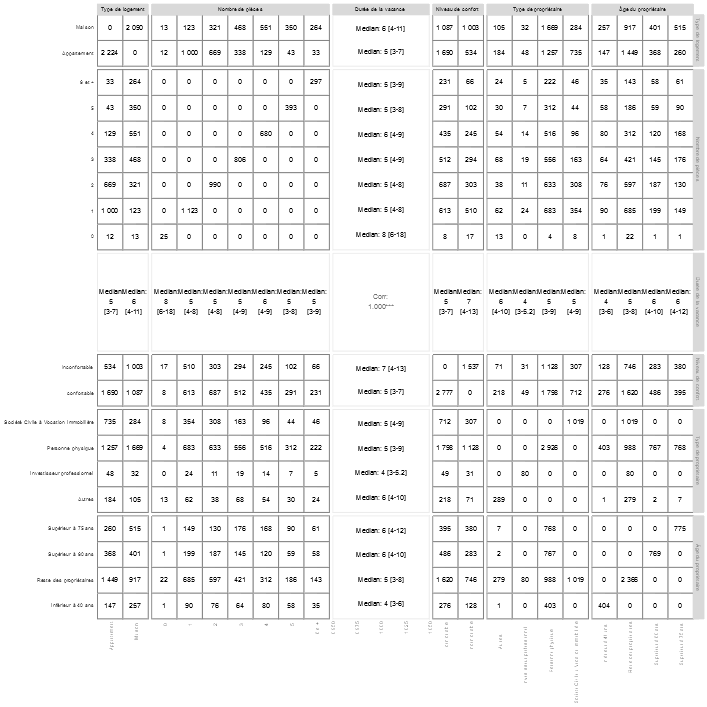 Type de logement Nombre de pièces Durée de la vacance Niveau de confort Type de propriétaire Âge du propriétaire
Maison 0 2 090 13 123 321 468 551 350 264 Median: 6 [4-11] 1 087 1 003 105 32 1 669 284 257 917 401 515
Appartement 2 224 0 12 1 000 669 338 129 43 33 Median: 5 [3-7] 1 690 534 184 48 1 257 735 147 1 449 368 260
Type de logement
6 et + 33 264 0 0 0 0 0 0 297 Median: 5 [3-9] 231 66 24 5 222 46 35 143 58 61
5 43 350 0 0 0 0 0 393 0 Median: 5 [3-8] 291 102 30 7 312 44 58 186 59 90
4 129 551 0 0 0 0 680 0 0 Median: 6 [4-9] 435 245 54 14 516 96 80 312 120 168
3 338 468 0 0 0 806 0 0 0 Median: 5 [4-9] 512 294 68 19 556 163 64 421 145 176
2 669 321 0 0 990 0 0 0 0 Median: 5 [4-8] 687 303 38 11 633 308 76 597 187 130
1 1 000 123 0 1 123 0 0 0 0 0 Median: 5 [4-8] 613 510 62 24 683 354 90 685 199 149
0 12 13 25 0 0 0 0 0 0 Median: 8 [6-18] 8 17 13 0 4 8 1 22 1 1
Nombre de pièces
Median: Median: Median: Median: Median: Median: Median: Median: Median: Corr: Median: Median: Median: Median: Median: Median: Median: Median: Median: Median:
5 6 8 5 5 5 6 5 5 1.000*** 5 7 6 4 5 5 4 5 6 6
[3-7] [4-11] [6-18] [4-8] [4-8] [4-9] [4-9] [3-8] [3-9] [3-7] [4-13] [4-10] [3-5.2] [3-9] [4-9] [3-6] [3-8] [4-10] [4-12]
Durée de la vacance
inconfortable 534 1 003 17 510 303 294 245 102 66 Median: 7 [4-13] 0 1 537 71 31 1 128 307 128 746 283 380
confortable 1 690 1 087 8 613 687 512 435 291 231 Median: 5 [3-7] 2 777 0 218 49 1 798 712 276 1 620 486 395
Niveau de confort
Société Civile à Vocation Immobilière 735 284 8 354 308 163 96 44 46 Median: 5 [4-9] 712 307 0 0 0 1 019 0 1 019 0 0
Personne physique 1 257 1 669 4 683 633 556 516 312 222 Median: 5 [3-9] 1 798 1 128 0 0 2 926 0 403 988 767 768
Investisseur professionnel 48 32 0 24 11 19 14 7 5 Median: 4 [3-5.2] 49 31 0 80 0 0 0 80 0 0
Autres 184 105 13 62 38 68 54 30 24 Median: 6 [4-10] 218 71 289 0 0 0 1 279 2 7
Type de propriétaire
Supérieur à 75 ans 260 515 1 149 130 176 168 90 61 Median: 6 [4-12] 395 380 7 0 768 0 0 0 0 775
Supérieur à 60 ans 368 401 1 199 187 145 120 59 58 Median: 6 [4-10] 486 283 2 0 767 0 0 0 769 0
Reste des propriétaires 1 449 917 22 685 597 421 312 186 143 Median: 5 [3-8] 1 620 746 279 80 988 1 019 0 2 366 0 0
Inférieur à 40 ans 147 257 1 90 76 64 80 58 35 Median: 4 [3-6] 276 128 1 0 403 0 404 0 0 0
Âge du propriétaire
Appartement Maison 0 1 2 3 4 5 6 et +